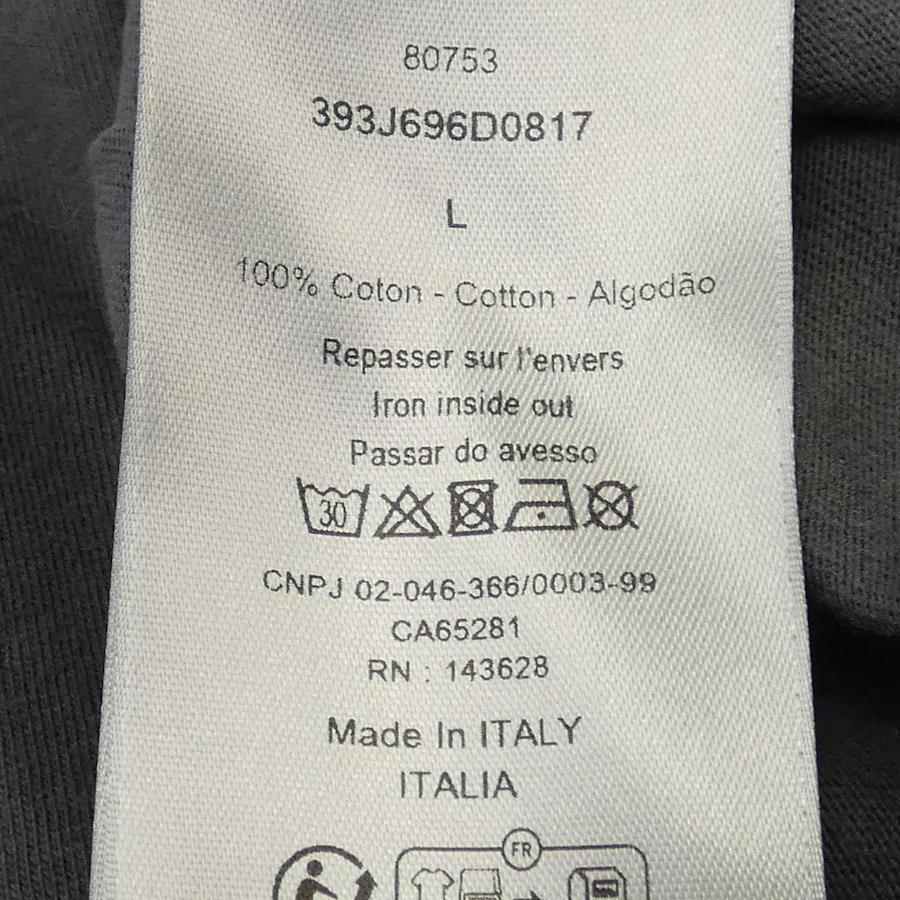 80753
393J696D0817
L
100% Coton - Cotton - Algodão
Repasser sur l'envers
Iron inside out
Passar do avesso
30
CNPJ 02-046-366/0003-99
CA65281
RN : 143628
Made In ITALY
ITALIA
FR